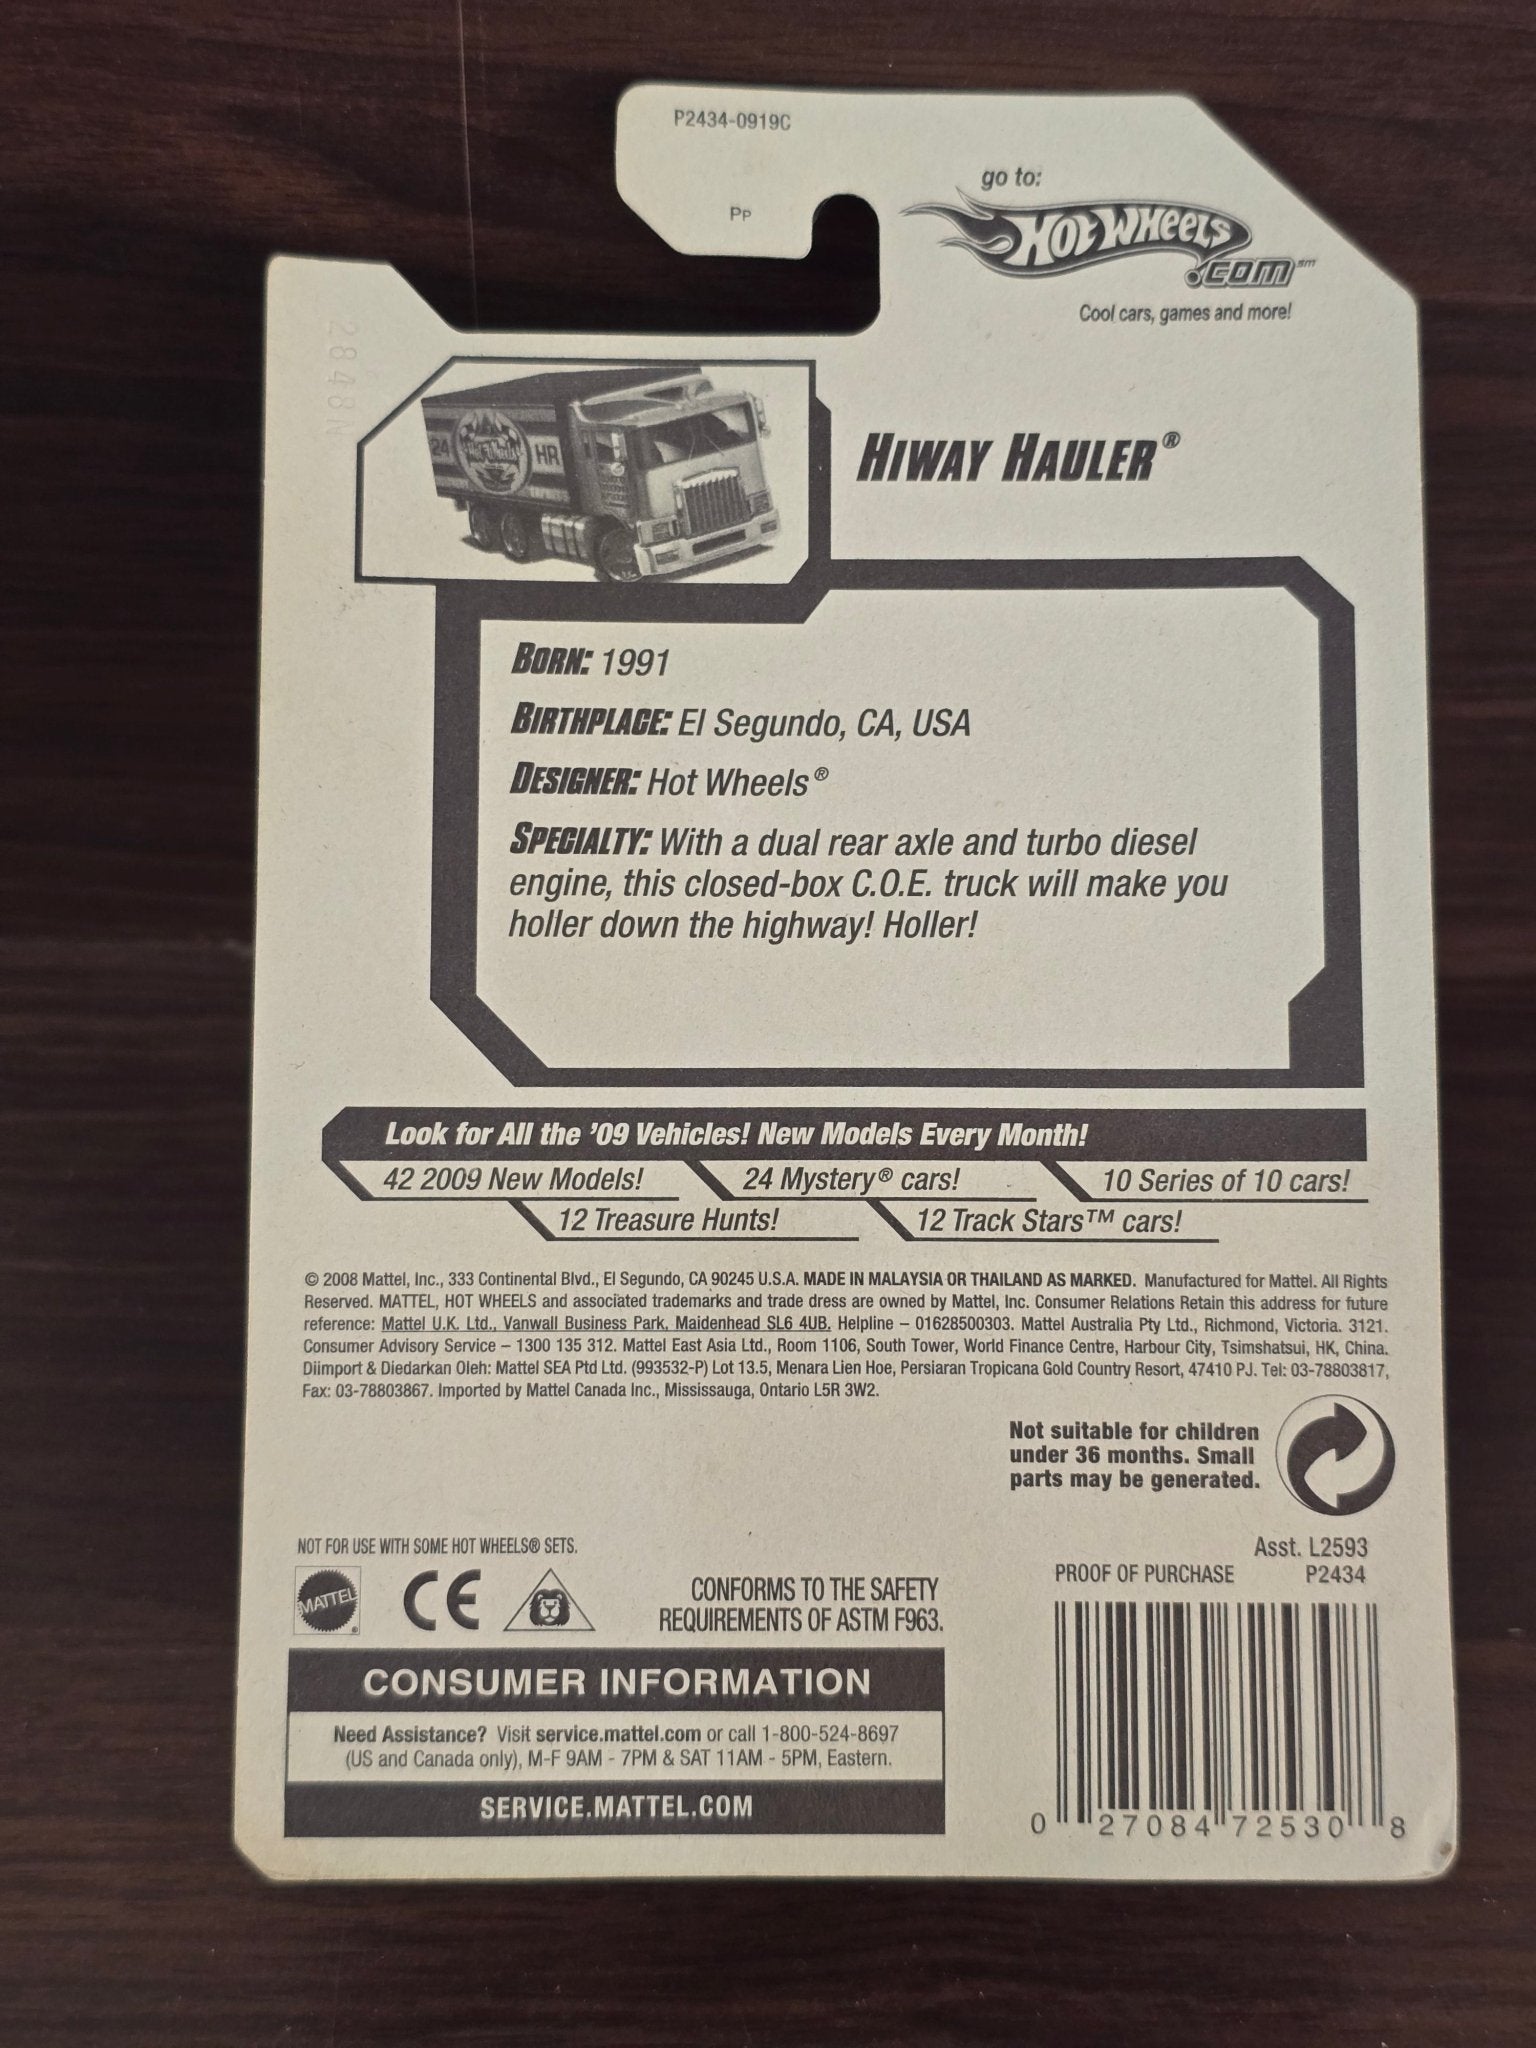 P2434-0919C
PP
go to:
HOT WHEELS
.COM℠
Cool cars, games and more!
2848N
24
Hot Wheels
HR
HIWAY HAULER®
BORN: 1991
BIRTHPLACE: El Segundo, CA, USA
DESIGNER: Hot Wheels®
SPECIALTY: With a dual rear axle and turbo diesel
engine, this closed-box C.O.E. truck will make you
holler down the highway! Holler!
Look for All the '09 Vehicles! New Models Every Month!
42 2009 New Models!
24 Mystery® cars!
10 Series of 10 cars!
12 Treasure Hunts!
12 Track Stars™ cars!
© 2008 Mattel, Inc., 333 Continental Blvd., El Segundo, CA 90245 U.S.A. MADE IN MALAYSIA OR THAILAND AS MARKED. Manufactured for Mattel. All Rights
Reserved. MATTEL, HOT WHEELS and associated trademarks and trade dress are owned by Mattel, Inc. Consumer Relations Retain this address for future
reference: Mattel U.K. Ltd., Vanwall Business Park, Maidenhead SL6 4UB. Helpline – 01628500303. Mattel Australia Pty Ltd., Richmond, Victoria. 3121.
Consumer Advisory Service – 1300 135 312. Mattel East Asia Ltd., Room 1106, South Tower, World Finance Centre, Harbour City, Tsimshatsui, HK, China.
Diimport & Diedarkan Oleh: Mattel SEA Ptd Ltd. (993532-P) Lot 13.5, Menara Lien Hoe, Persiaran Tropicana Gold Country Resort, 47410 PJ. Tel: 03-78803817,
Fax: 03-78803867. Imported by Mattel Canada Inc., Mississauga, Ontario L5R 3W2.
Not suitable for children
under 36 months. Small
parts may be generated.
NOT FOR USE WITH SOME HOT WHEELS® SETS.
MATTEL®
CE
CONFORMS TO THE SAFETY
REQUIREMENTS OF ASTM F963.
Asst. L2593
PROOF OF PURCHASE P2434
CONSUMER INFORMATION
Need Assistance? Visit service.mattel.com or call 1-800-524-8697
(US and Canada only), M-F 9AM - 7PM & SAT 11AM - 5PM, Eastern.
SERVICE.MATTEL.COM
0 27084 72530 8